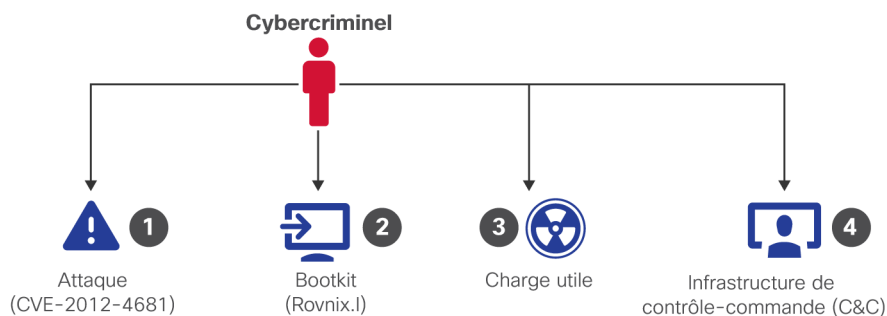 Cybercriminel
1
2
3
4
Attaque
(CVE-2012-4681)
Bootkit
(Rovnix.I)
Charge utile
Infrastructure de
contrôle-commande (C&C)